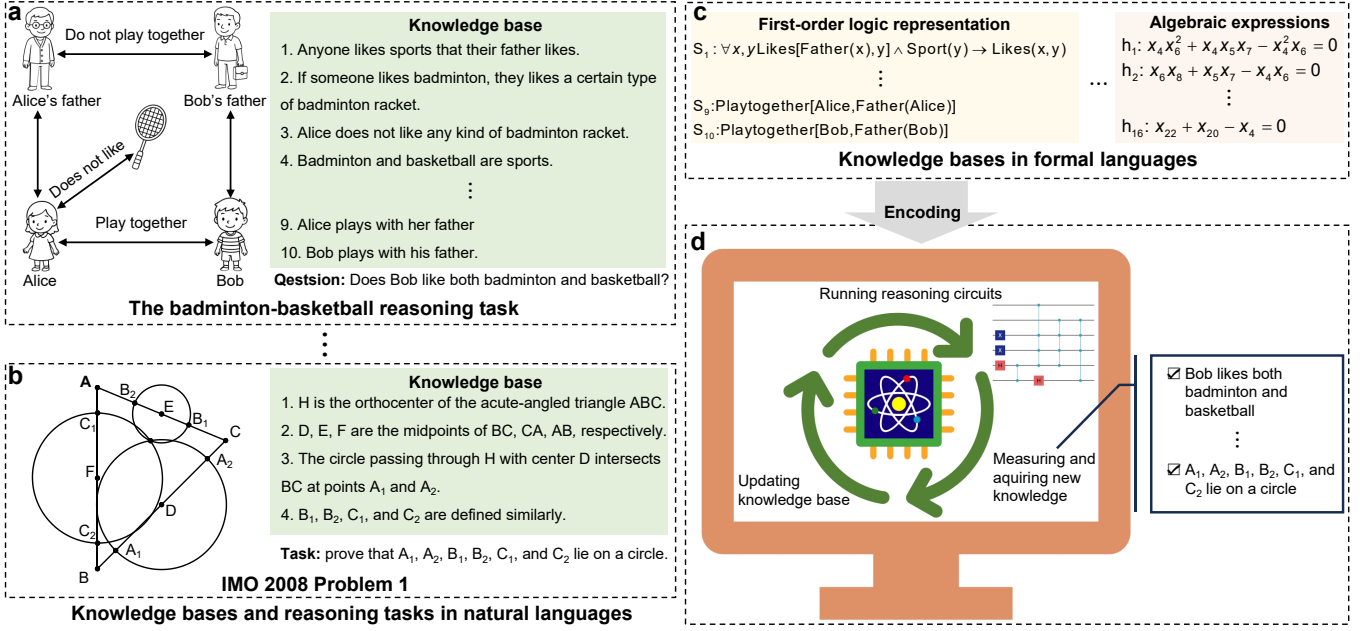 a
Do not play together
Alice's father
Bob's father
Does not like
Play together
Alice
Bob
Knowledge base
1. Anyone likes sports that their father likes.
2. If someone likes badminton, they likes a certain type
of badminton racket.
3. Alice does not like any kind of badminton racket.
4. Badminton and basketball are sports.
⋮
9. Alice plays with her father
10. Bob plays with his father.
Qestsion: Does Bob like both badminton and basketball?
The badminton-basketball reasoning task
⋮
b
A
B₂
E
B₁
C₁
C
A₂
F
D
C₂
A₁
B
Knowledge base
1. H is the orthocenter of the acute-angled triangle ABC.
2. D, E, F are the midpoints of BC, CA, AB, respectively.
3. The circle passing through H with center D intersects
BC at points A₁ and A₂.
4. B₁, B₂, C₁, and C₂ are defined similarly.
Task: prove that A₁, A₂, B₁, B₂, C₁, and C₂ lie on a circle.
IMO 2008 Problem 1
Knowledge bases and reasoning tasks in natural languages
c
First-order logic representation
S₁ : ∀x,yLikes[Father(x),y] ∧ Sport(y) → Likes(x,y)
⋮
S₉:Playtogether[Alice,Father(Alice)]
S₁₀:Playtogether[Bob,Father(Bob)]
...
Algebraic expressions
h₁: x₄x₆² + x₄x₅x₇ − x₄²x₆ = 0
h₂: x₆x₈ + x₅x₇ − x₄x₆ = 0
⋮
h₁₆: x₂₂ + x₂₀ − x₄ = 0
Knowledge bases in formal languages
Encoding
d
Running reasoning circuits
X
X
H
H
Updating
knowledge base
Measuring and
aquiring new
knowledge
Bob likes both
badminton and
basketball
⋮
A₁, A₂, B₁, B₂, C₁, and
C₂ lie on a circle